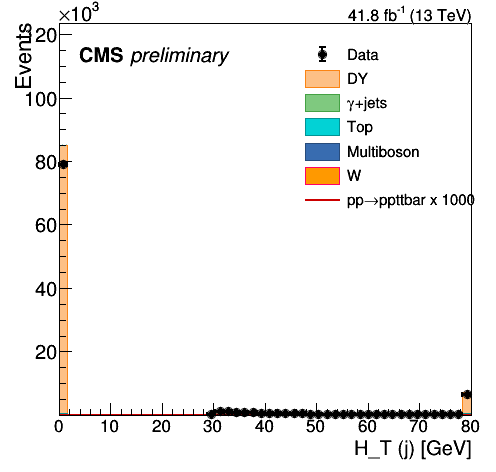 ×10³
41.8 fb⁻¹ (13 TeV)
Events
CMS preliminary
Data
DY
γ+jets
Top
Multiboson
W
pp→ppttbar x 1000
120
100
80
60
40
20
0 10 20 30 40 50 60 70 80
H_T (j) [GeV]